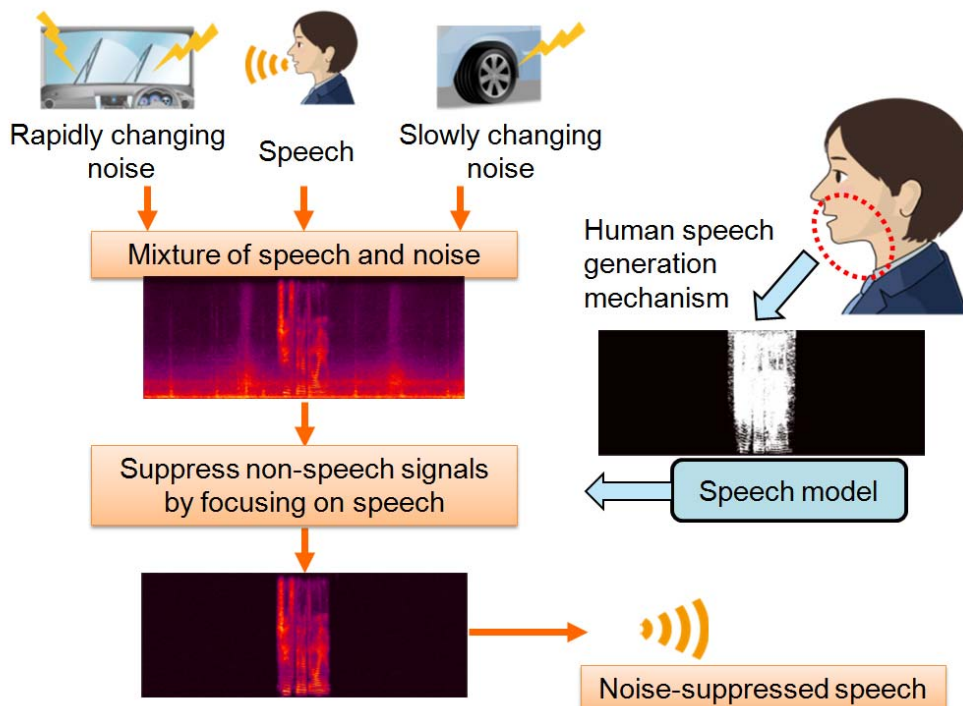 Rapidly changing
noise
Speech
Slowly changing
noise
Mixture of speech and noise
Human speech
generation
mechanism
Suppress non-speech signals
by focusing on speech
Speech model
Noise-suppressed speech